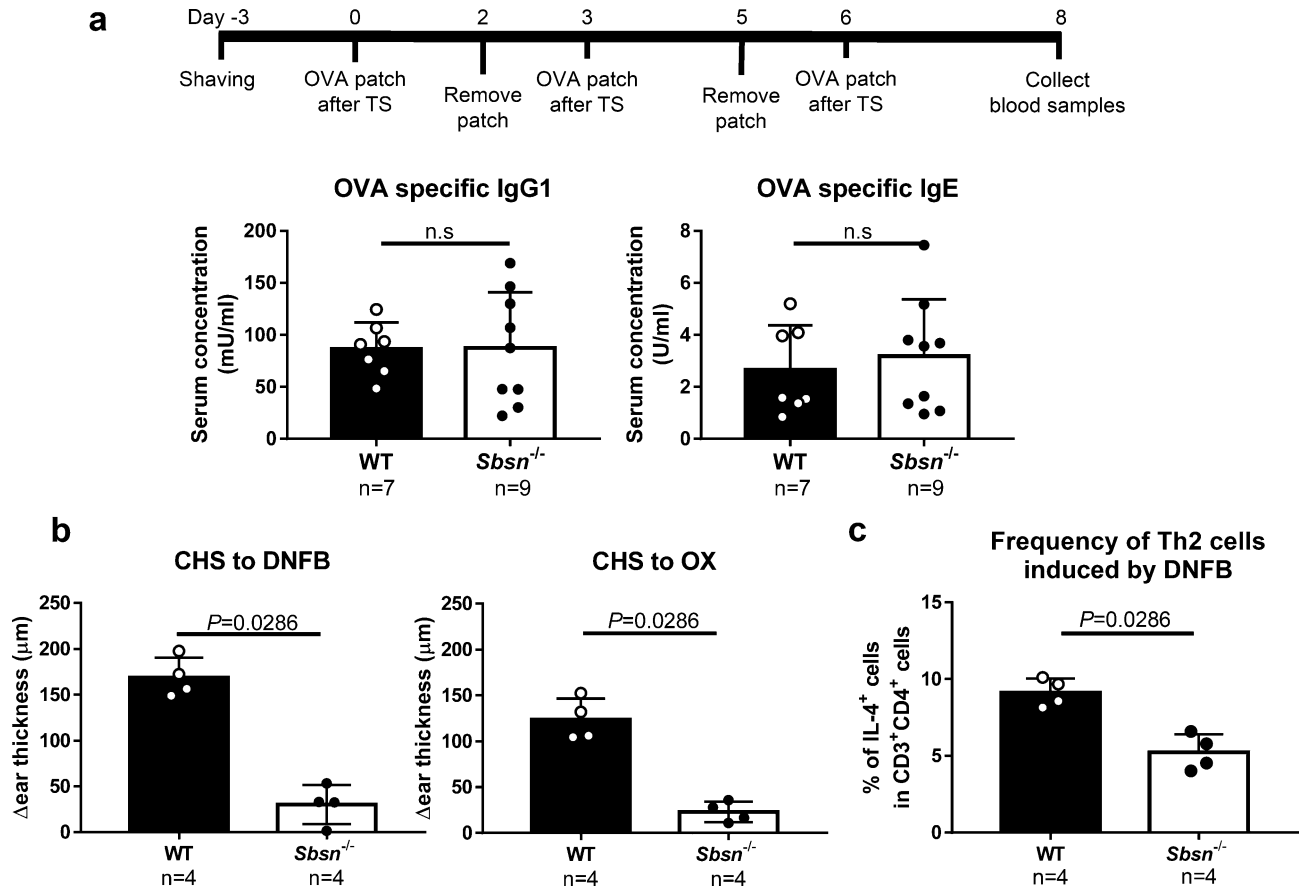 a
Day -3 0 2 3 5 6 8
Shaving
OVA patch
after TS
Remove
patch
OVA patch
after TS
Remove
patch
OVA patch
after TS
Collect
blood samples
OVA specific IgG1
Serum concentration
(mU/ml)
200
150
100
50
0
n.s
WT
n=7
Sbsn-/-
n=9
OVA specific IgE
Serum concentration
(U/ml)
8
6
4
2
0
n.s
WT
n=7
Sbsn-/-
n=9
b
CHS to DNFB
Δear thickness (μm)
250
200
150
100
50
0
P=0.0286
WT
n=4
Sbsn-/-
n=4
CHS to OX
Δear thickness (μm)
250
200
150
100
50
0
P=0.0286
WT
n=4
Sbsn-/-
n=4
c
Frequency of Th2 cells
induced by DNFB
% of IL-4+ cells
in CD3+CD4+ cells
15
10
5
0
P=0.0286
WT
n=4
Sbsn-/-
n=4